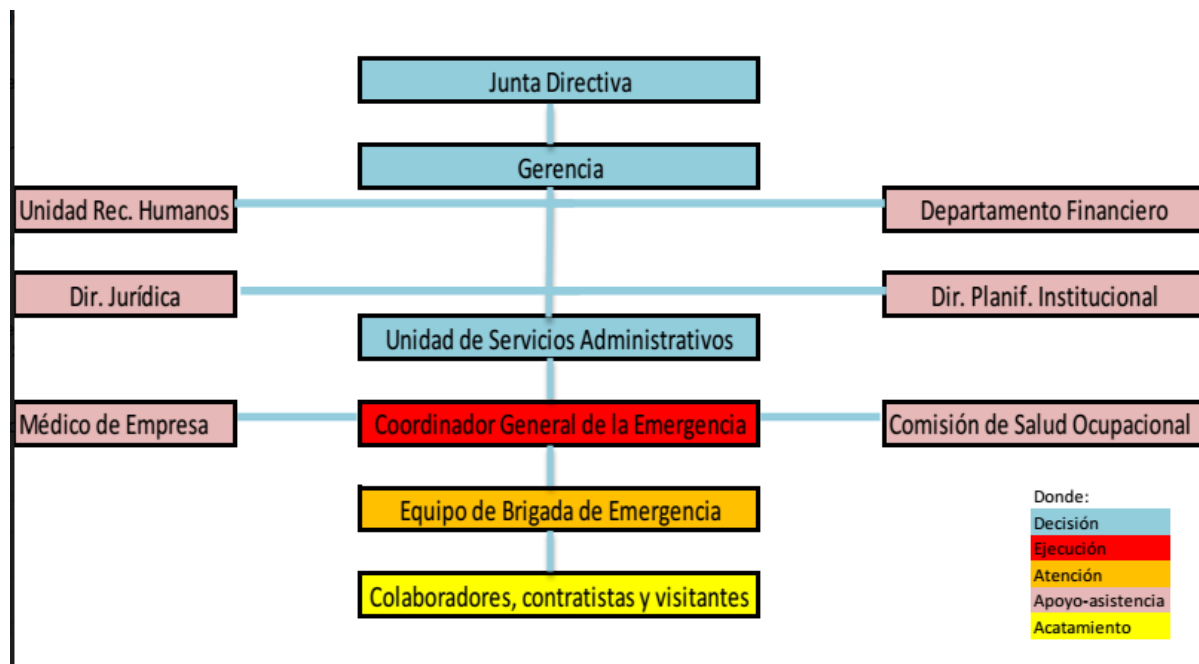 Junta Directiva
Gerencia
Unidad Rec. Humanos
Departamento Financiero
Dir. Jurídica
Dir. Planif. Institucional
Unidad de Servicios Administrativos
Médico de Empresa
Coordinador General de la Emergencia
Comisión de Salud Ocupacional
Equipo de Brigada de Emergencia
Colaboradores, contratistas y visitantes
Donde:
Decisión
Ejecución
Atención
Apoyo-asistencia
Acatamiento